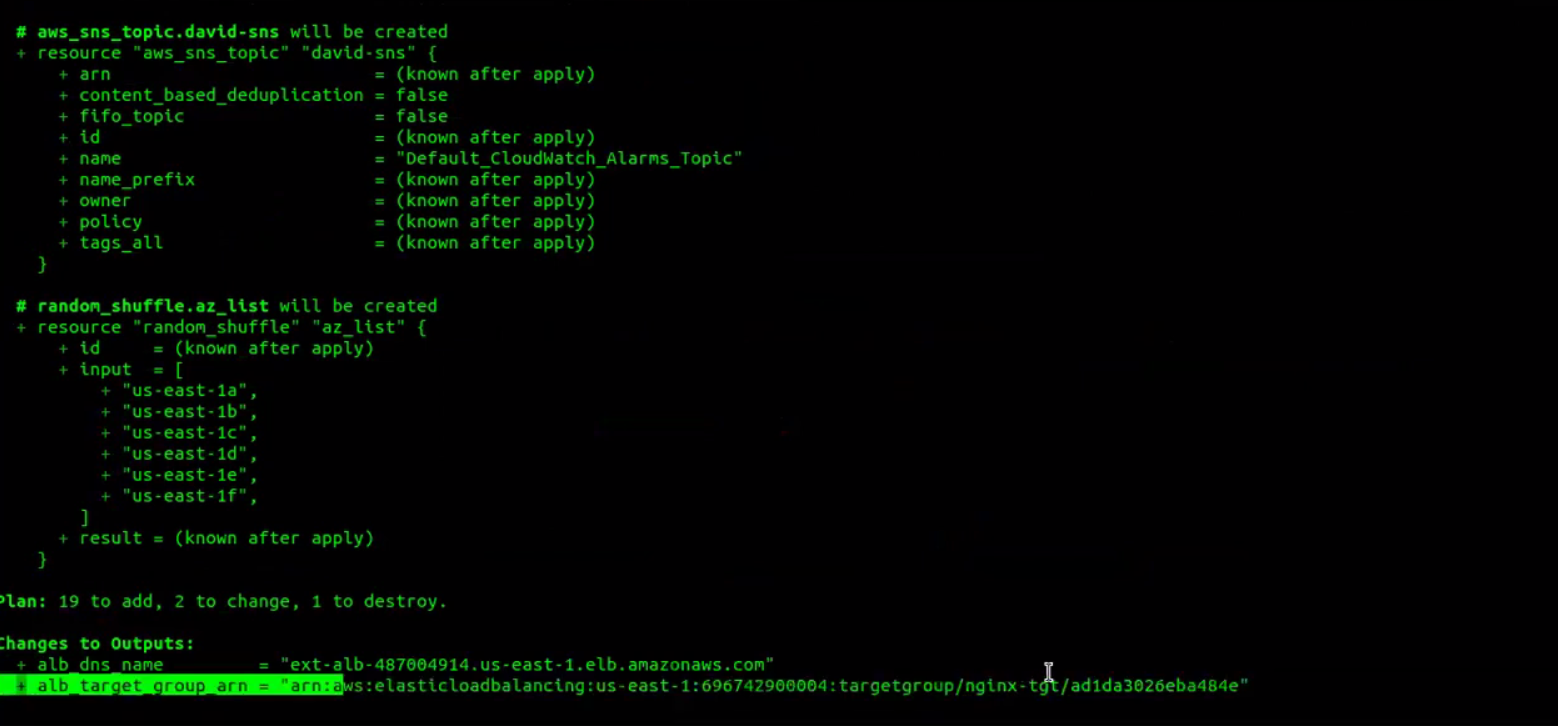 # aws_sns_topic.david-sns will be created
+ resource "aws_sns_topic" "david-sns" {
+ arn = (known after apply)
+ content_based_deduplication = false
+ fifo_topic = false
+ id = (known after apply)
+ name = "Default_CloudWatch_Alarms_Topic"
+ name_prefix = (known after apply)
+ owner = (known after apply)
+ policy = (known after apply)
+ tags_all = (known after apply)
}
# random_shuffle.az_list will be created
+ resource "random_shuffle" "az_list" {
+ id = (known after apply)
+ input = [
+ "us-east-1a",
+ "us-east-1b",
+ "us-east-1c",
+ "us-east-1d",
+ "us-east-1e",
+ "us-east-1f",
]
+ result = (known after apply)
}
Plan: 19 to add, 2 to change, 1 to destroy.
Changes to Outputs:
+ alb_dns_name = "ext-alb-487004914.us-east-1.elb.amazonaws.com"
+ alb_target_group_arn = "arn:aws:elasticloadbalancing:us-east-1:696742900004:targetgroup/nginx-tgt/ad1da3026eba484e"